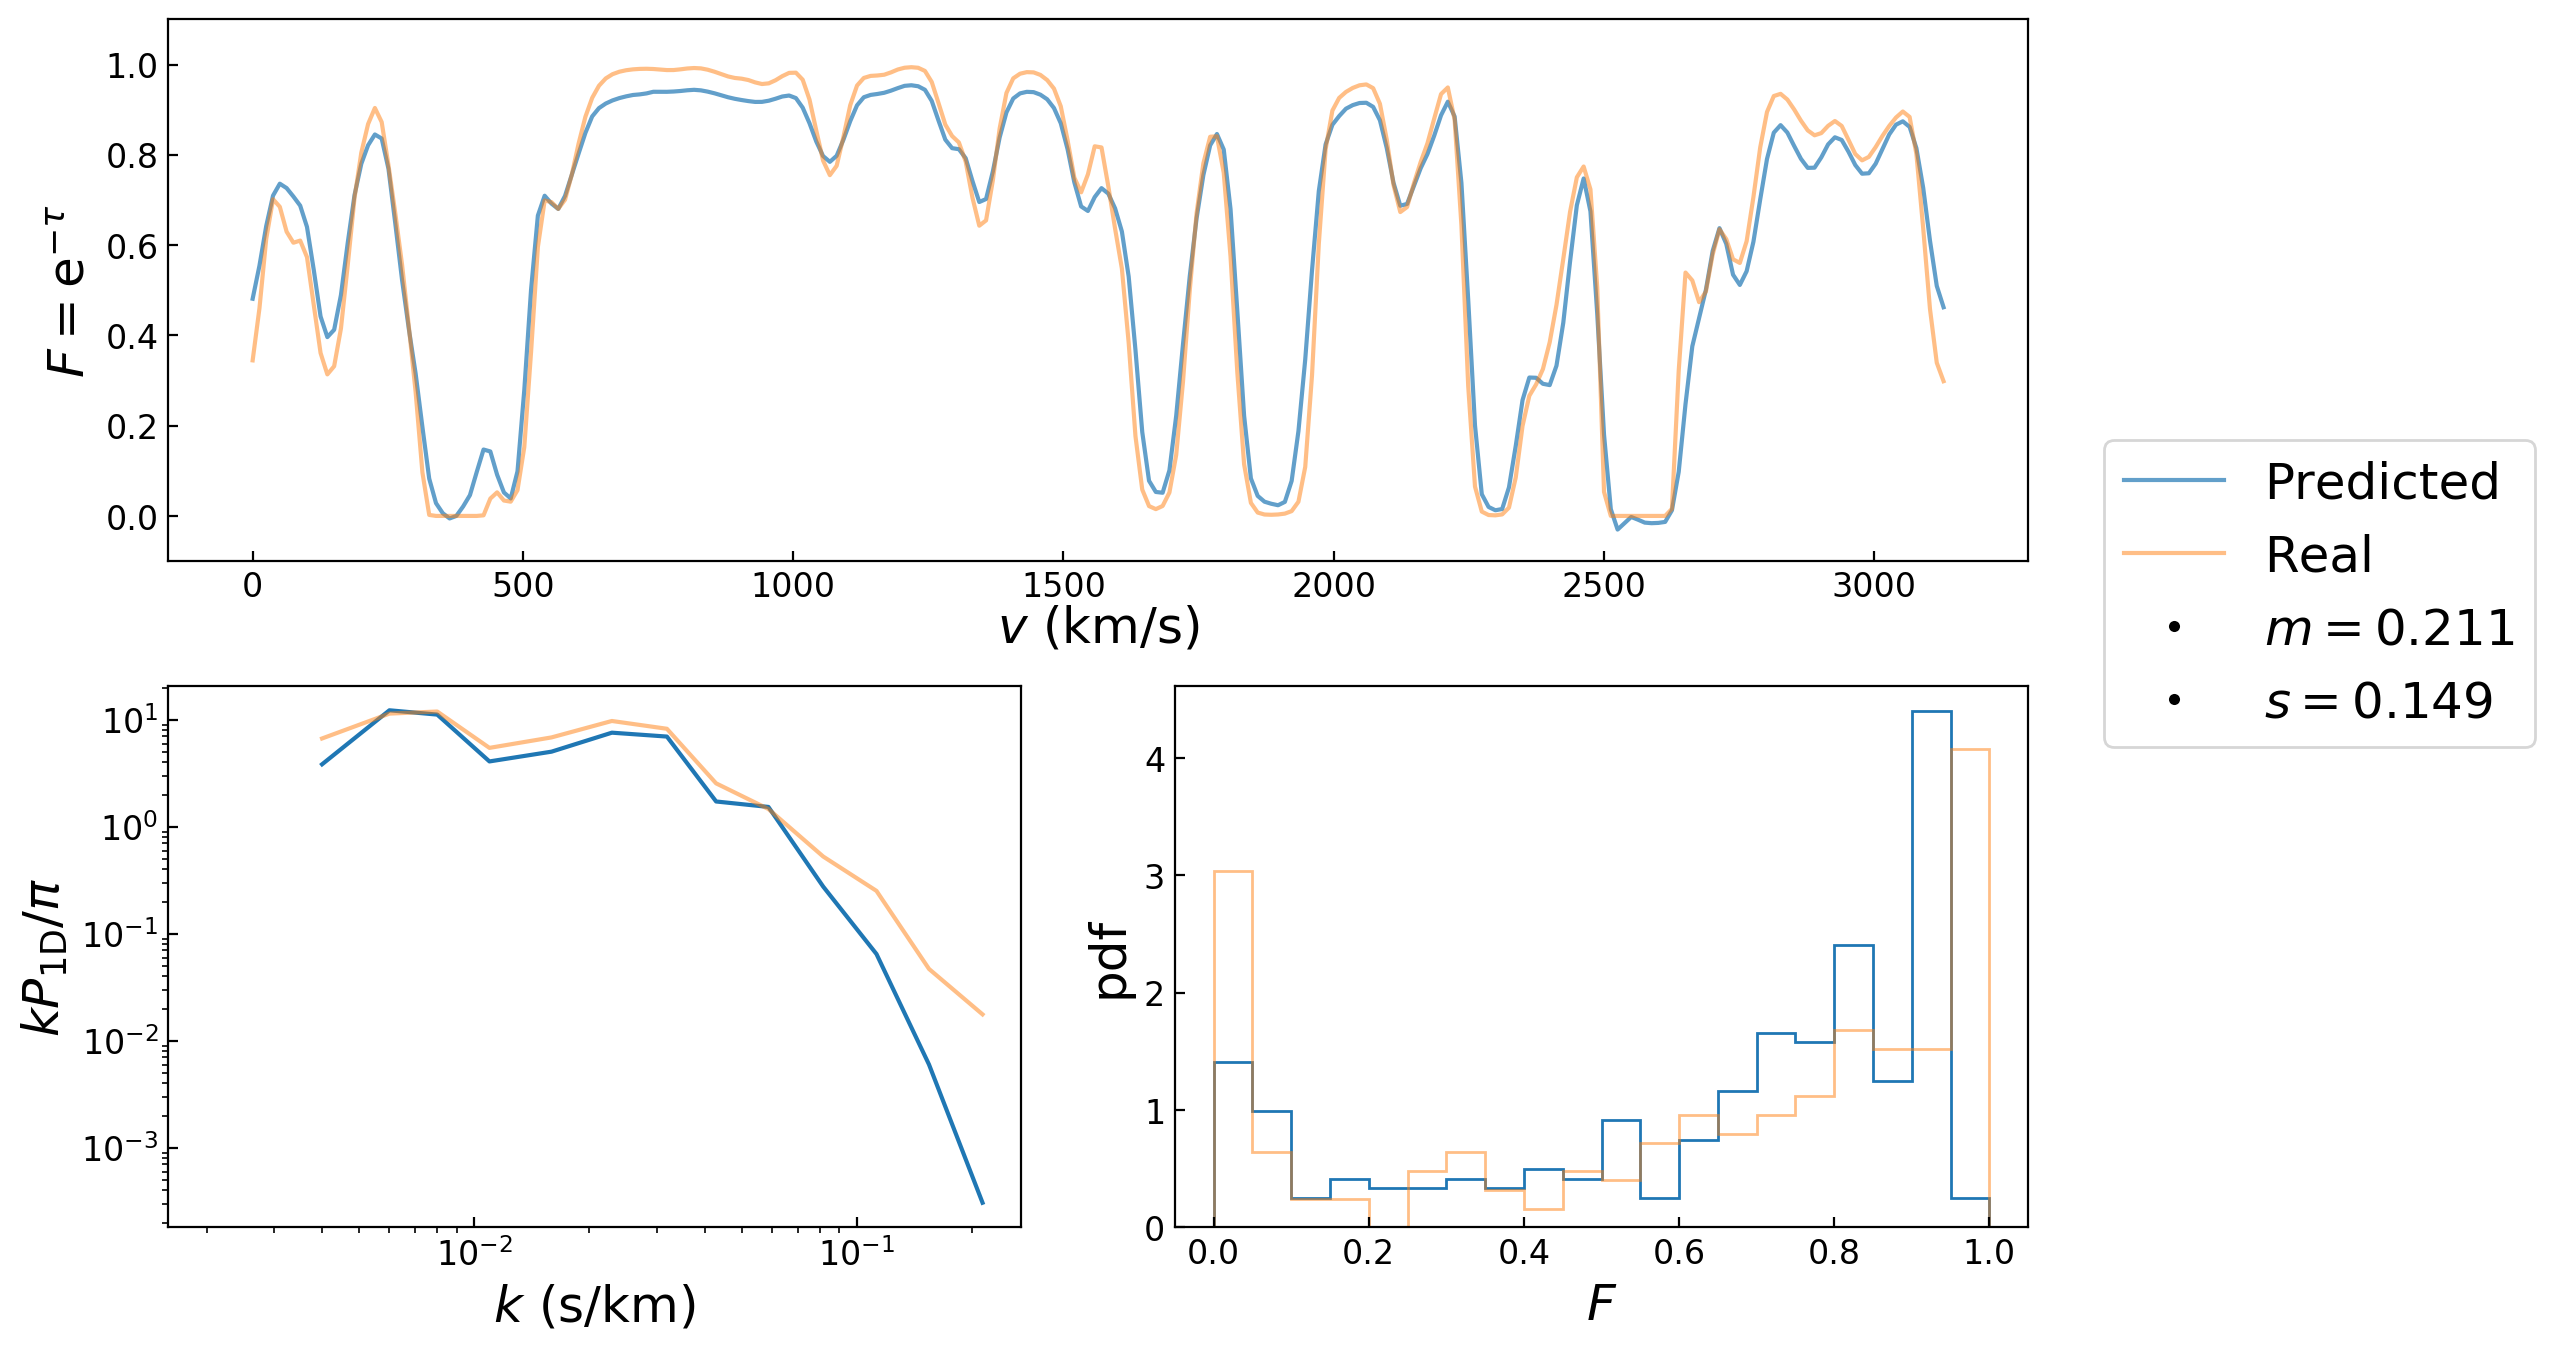 1.0
0.8
0.6
0.4
0.2
0.0
F = e^{−τ}
0 500 1000 1500 2000 2500 3000
v (km/s)
Predicted
Real
m = 0.211
s = 0.149
10^1
10^0
10^{−1}
10^{−2}
10^{−3}
kP_{1D}/π
10^{−2} 10^{−1}
k (s/km)
4
3
2
1
0
pdf
0.0 0.2 0.4 0.6 0.8 1.0
F